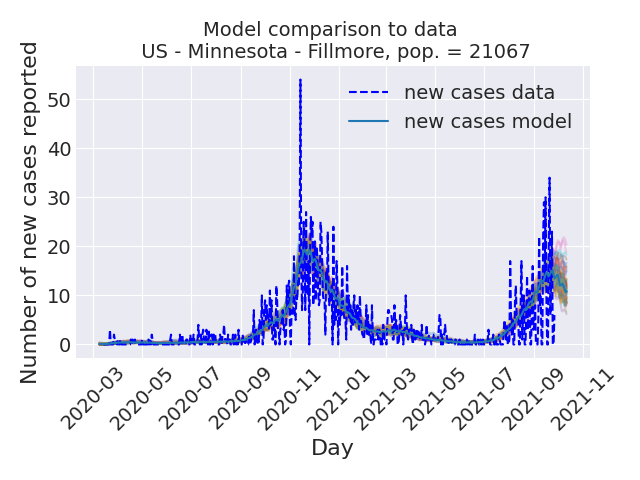 Model comparison to data
US - Minnesota - Fillmore, pop. = 21067
new cases data
new cases model
Number of new cases reported
50
40
30
20
10
0
2020-03
2020-05
2020-07
2020-09
2020-11
2021-01
2021-03
2021-05
2021-07
2021-09
2021-11
Day